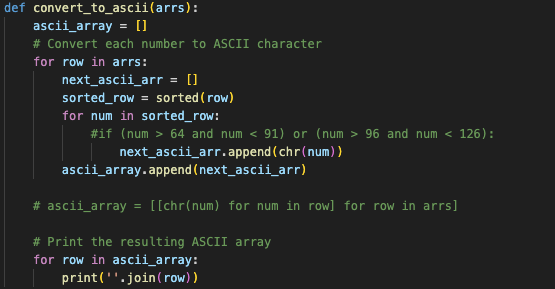 def convert_to_ascii(arrs):
    ascii_array = []
    # Convert each number to ASCII character
    for row in arrs:
        next_ascii_arr = []
        sorted_row = sorted(row)
        for num in sorted_row:
            #if (num > 64 and num < 91) or (num > 96 and num < 126):
                next_ascii_arr.append(chr(num))
        ascii_array.append(next_ascii_arr)

    # ascii_array = [[chr(num) for num in row] for row in arrs]

    # Print the resulting ASCII array
    for row in ascii_array:
        print(''.join(row))